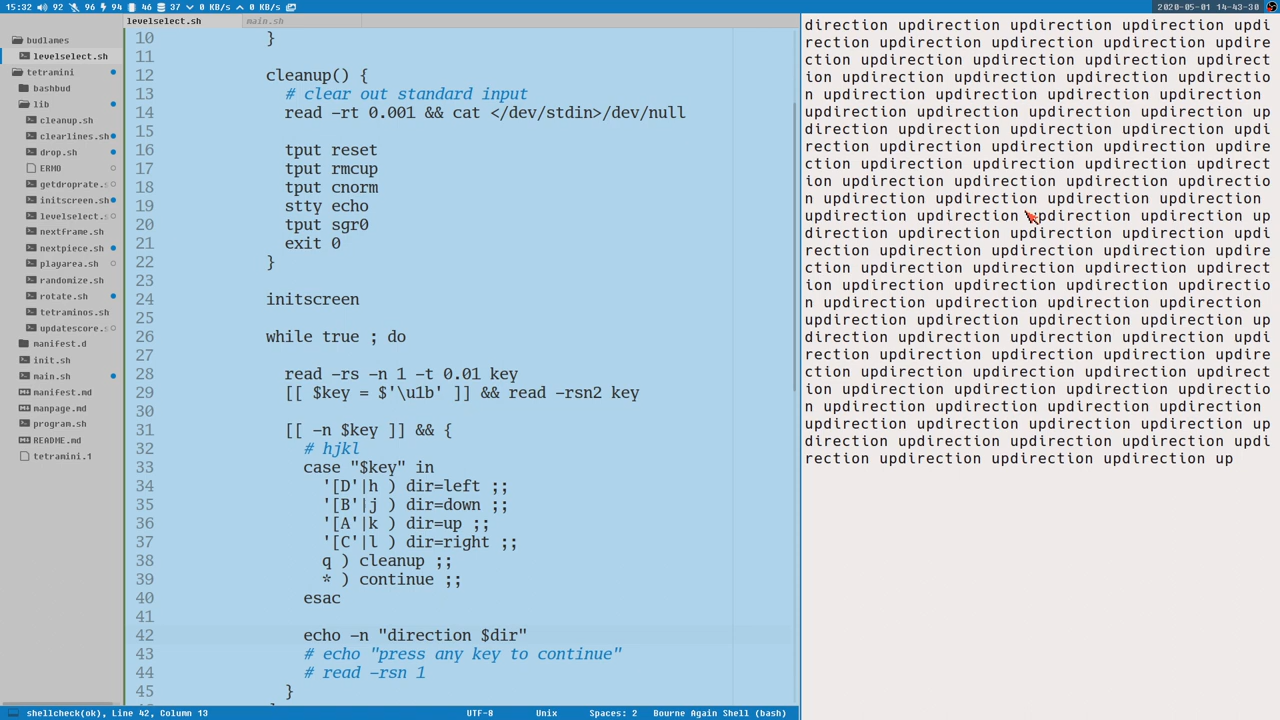 15:32 92 96 94 46 37 0 KB/s 0 KB/s
2020-05-01 14-43-30
levelselect.sh main.sh
budlames
levelselect.sh
tetramini
bashbud
lib
cleanup.sh
clearlines.sh
drop.sh
ERMO
getdroprate.s
initscreen.sh
levelselect.s
nextframe.sh
nextpiece.sh
playarea.sh
randomize.sh
rotate.sh
tetraminos.sh
updatescore.s
manifest.d
init.sh
main.sh
manifest.md
manpage.md
program.sh
README.md
tetramini.1
10 }
11
12 cleanup() {
13 # clear out standard input
14 read -rt 0.001 && cat </dev/stdin>/dev/null
15
16 tput reset
17 tput rmcup
18 tput cnorm
19 stty echo
20 tput sgr0
21 exit 0
22 }
23
24 initscreen
25
26 while true ; do
27
28 read -rs -n 1 -t 0.01 key
29 [[ $key = $'\u1b' ]] && read -rsn2 key
30
31 [[ -n $key ]] && {
32 # hjkl
33 case "$key" in
34 '[D'|h ) dir=left ;;
35 '[B'|j ) dir=down ;;
36 '[A'|k ) dir=up ;;
37 '[C'|l ) dir=right ;;
38 q ) cleanup ;;
39 * ) continue ;;
40 esac
41
42 echo -n "direction $dir"
43 # echo "press any key to continue"
44 # read -rsn 1
45 }
direction updirection updirection updirection updi
rection updirection updirection updirection updire
ction updirection updirection updirection updirect
ion updirection updirection updirection updirectio
n updirection updirection updirection updirection
updirection updirection updirection updirection up
direction updirection updirection updirection updi
rection updirection updirection updirection updire
ction updirection updirection updirection updirect
ion updirection updirection updirection updirectio
n updirection updirection updirection updirection
updirection updirection updirection updirection up
direction updirection updirection updirection updi
rection updirection updirection updirection updire
ction updirection updirection updirection updirect
ion updirection updirection updirection updirectio
n updirection updirection updirection updirection
updirection updirection updirection updirection up
direction updirection updirection updirection updi
rection updirection updirection updirection updire
ction updirection updirection updirection updirect
ion updirection updirection updirection updirectio
n updirection updirection updirection updirection
updirection updirection updirection updirection up
direction updirection updirection updirection updi
rection updirection updirection updirection up
shellcheck(ok), Line 42, Column 13 UTF-8 Unix Spaces: 2 Bourne Again Shell (bash)